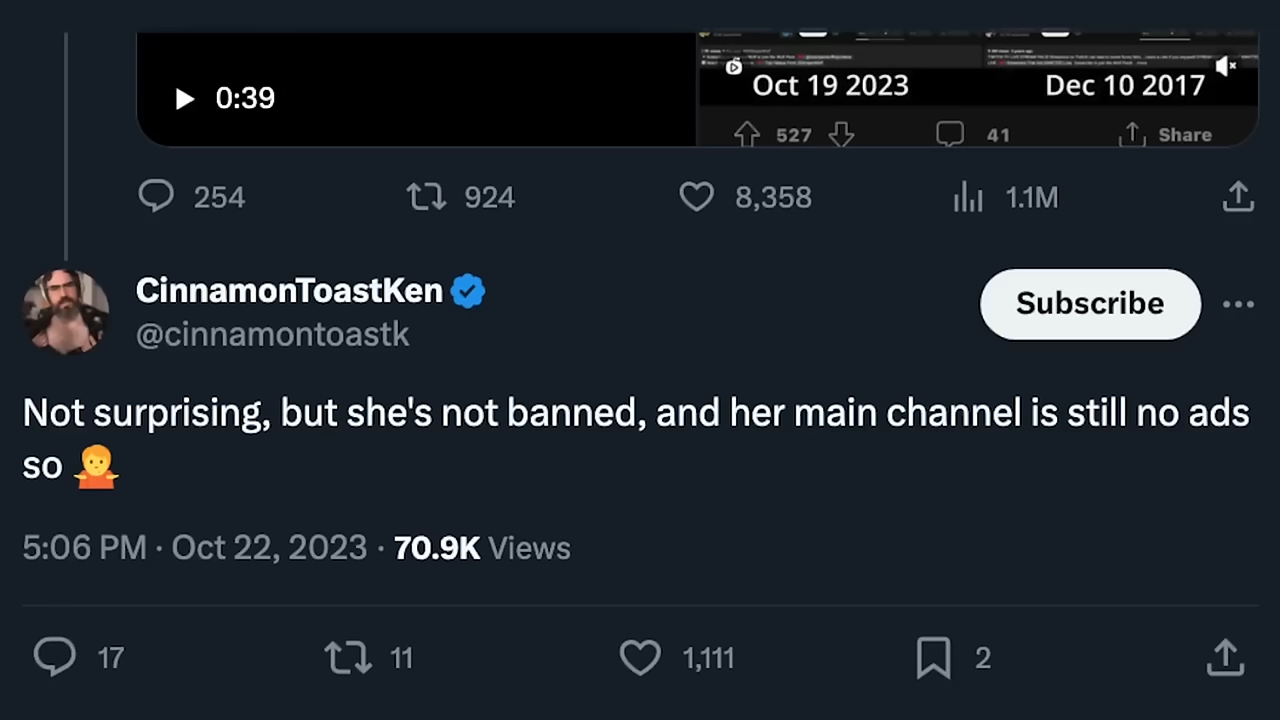 0:39
Oct 19 2023
Dec 10 2017
527
41
Share
254
924
8,358
1.1M
CinnamonToastKen
@cinnamontoastk
Subscribe
Not surprising, but she's not banned, and her main channel is still no ads
so 🤷
5:06 PM · Oct 22, 2023 · 70.9K Views
17
11
1,111
2